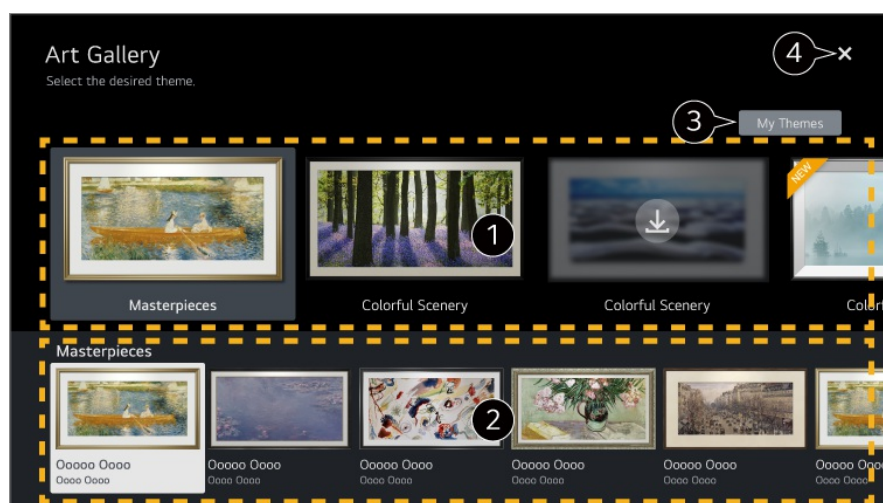 Art Gallery
Select the desired theme.
4
3
My Themes
NEW
1
Masterpieces
Colorful Scenery
Colorful Scenery
Masterpieces
2
Ooooo Oooo
Ooooo Oooo
Ooooo Oooo
Ooooo Oooo
Ooooo Oooo
Oooo Oooo
Oooo Oooo
Oooo Oooo
Oooo Oooo
Oooo Oooo